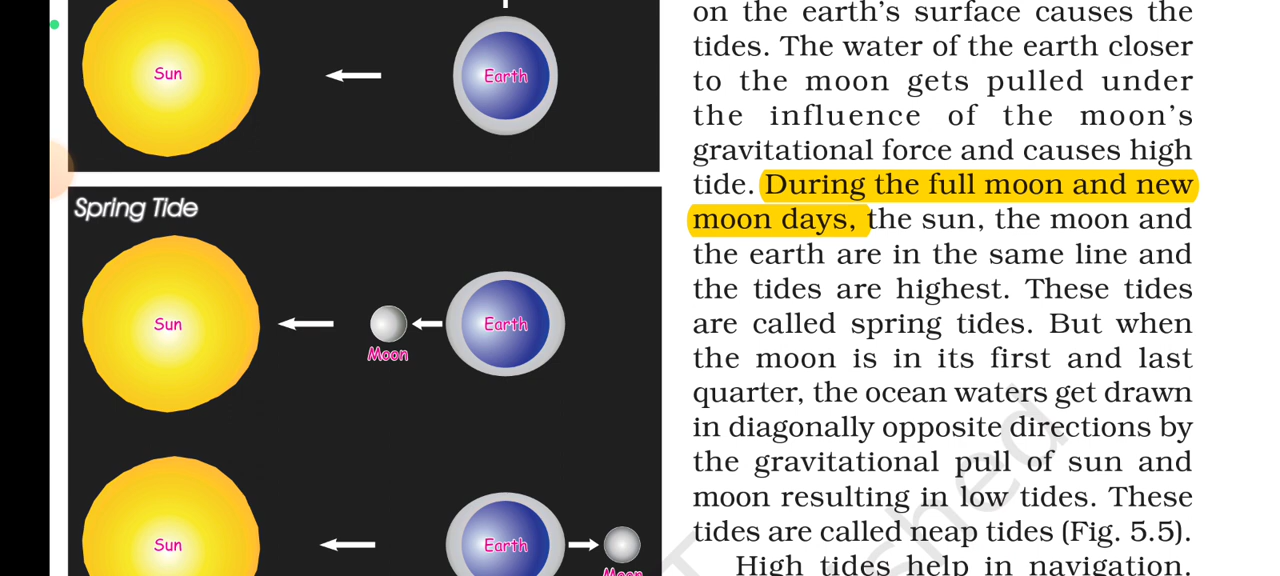 Sun
Earth
Spring Tide
Sun
Moon
Earth
Sun
Earth
Moon
on the earth's surface causes the
tides. The water of the earth closer
to the moon gets pulled under
the influence of the moon's
gravitational force and causes high
tide. During the full moon and new
moon days, the sun, the moon and
the earth are in the same line and
the tides are highest. These tides
are called spring tides. But when
the moon is in its first and last
quarter, the ocean waters get drawn
in diagonally opposite directions by
the gravitational pull of sun and
moon resulting in low tides. These
tides are called neap tides (Fig. 5.5).
High tides help in navigation.